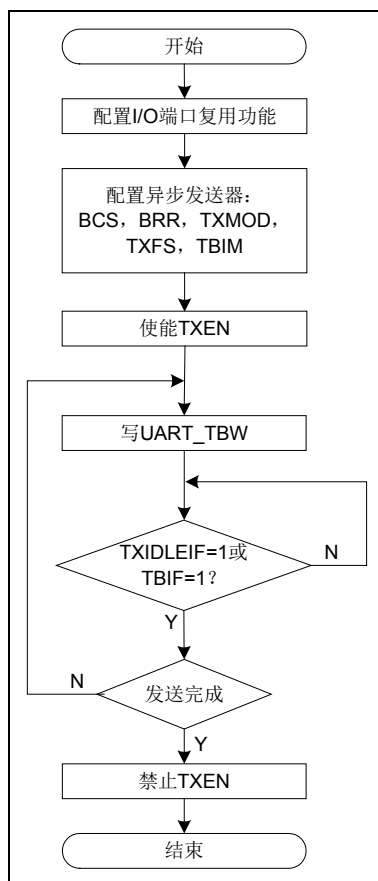 开始
配置I/O端口复用功能
配置异步发送器：
BCS，BRR，TXMOD，
TXFS，TBIM
使能TXEN
写UART_TBW
TXIDLEIF=1或
TBIF=1？
N
Y
发送完成
N
Y
禁止TXEN
结束